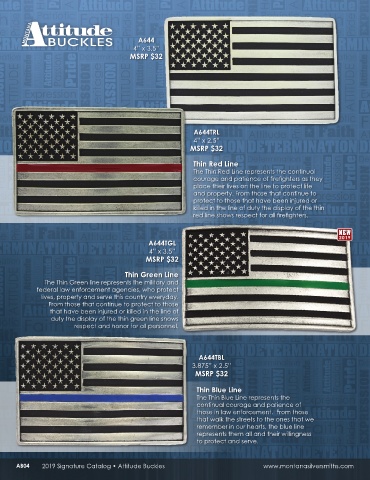 MONTANA
Attitude
BUCKLES
A644
4" x 3.5"
MSRP $32
A644TRL
4" x 2.5"
MSRP $32
Thin Red Line
The Thin Red Line represents the continual
courage and patience of firefighters as they
place their lives on the line to protect life
and property. From those that continue to
protect to those that have been injured or
killed in the line of duty the display of the thin
red line shows respect for all firefighters.
NEW
2019
A644TGL
4" x 3.5"
MSRP $32
Thin Green Line
The Thin Green line represents the military and
federal law enforcement agencies, who protect
lives, property and serve this country everyday.
From those that continue to protect to those
that have been injured or killed in the line of
duty the display of the thin green line shows
respect and honor for all personnel.
A644TBL
3.875" x 2.5"
MSRP $32
Thin Blue Line
The Thin Blue Line represents the
continual courage and patience of
those in law enforcement. From those
that walk the streets to the ones that we
remember in our hearts, the blue line
represents them all and their willingness
to protect and serve.
A804 2019 Signature Catalog • Attitude Buckles www.montanasilversmiths.com